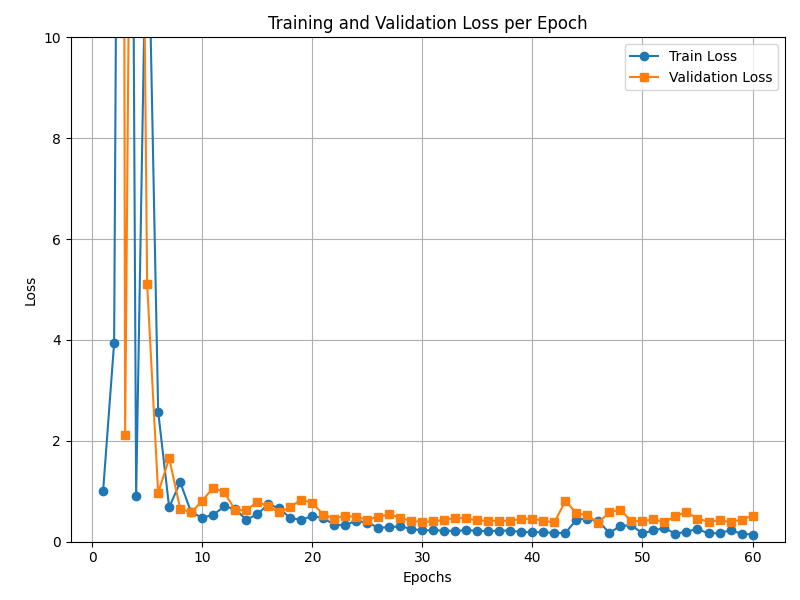 Training and Validation Loss per Epoch
Train Loss
Validation Loss
10
8
6
4
2
0
Loss
0 10 20 30 40 50 60
Epochs